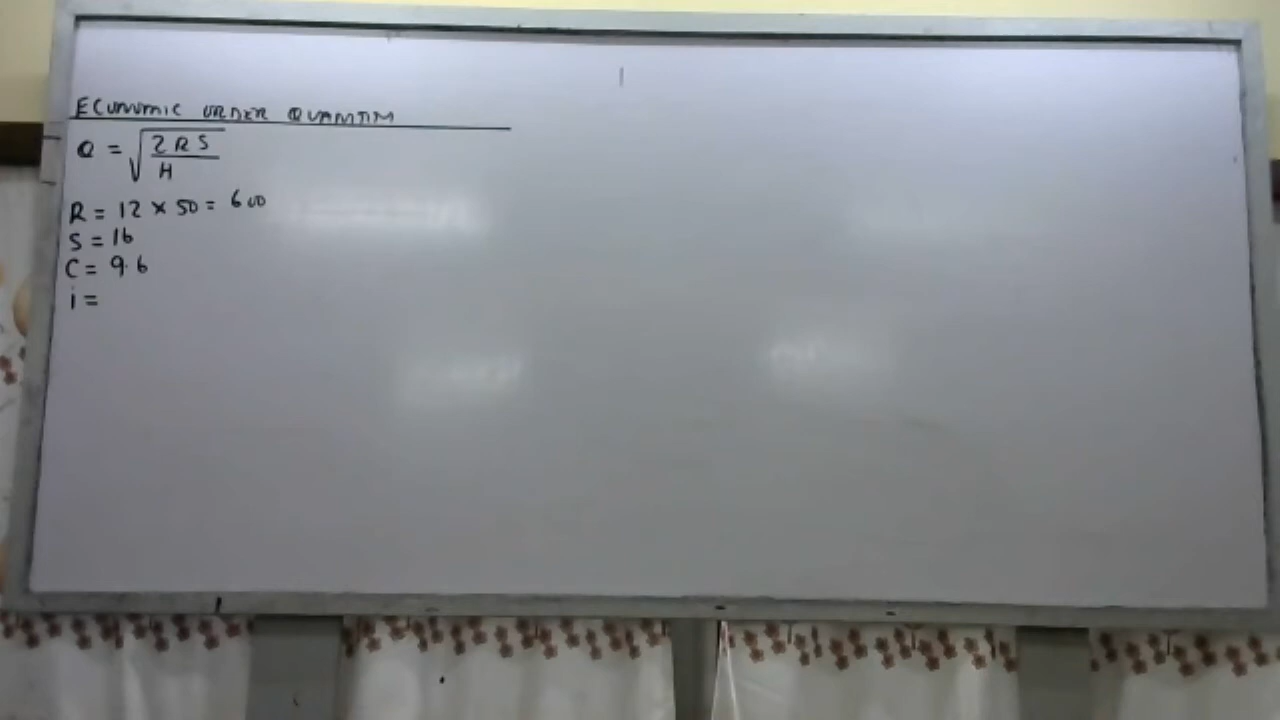 ECONOMIC ORDER QUANTITY
Q = √2RS/H
R = 12 × 50 = 600
S = 16
C = 9.6
i =